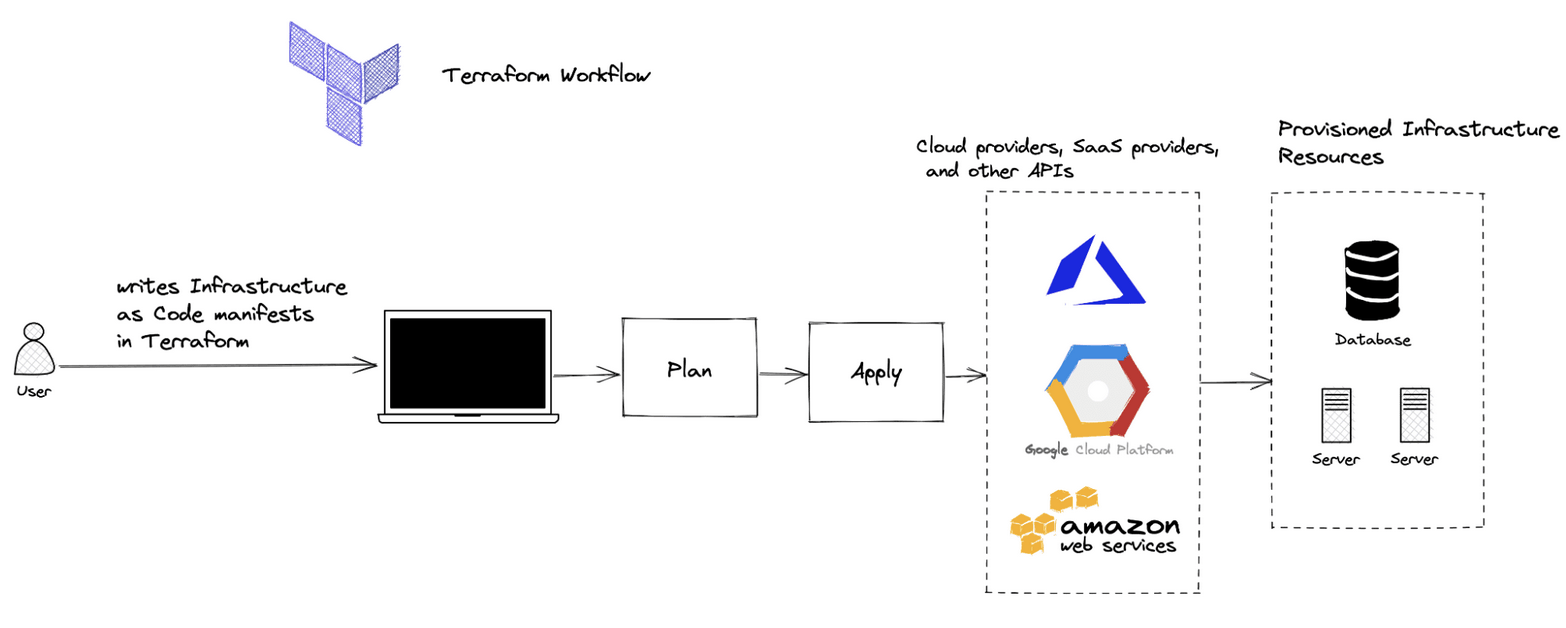 Terraform Workflow
Cloud providers, SaaS providers,
and other APIs
Provisioned Infrastructure
Resources
writes Infrastructure
as Code manifests
in Terraform
User
Plan
Apply
Google Cloud Platform
amazon
web services
Database
Server
Server